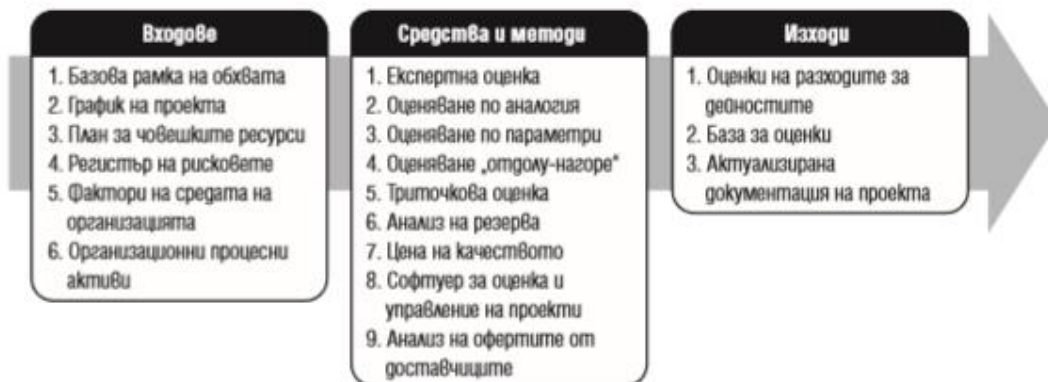 Входове
1. Базова рамка на обхвата
2. График на проекта
3. План за човешките ресурси
4. Регистър на рисковете
5. Фактори на средата на
организацията
6. Организационни процесни
активи
Средства и методи
1. Експертна оценка
2. Оценяване по аналогия
3. Оценяване по параметри
4. Оценяване „отдолу-нагоре“
5. Триточкова оценка
6. Анализ на резерва
7. Цена на качеството
8. Софтуер за оценка и
управление на проекти
9. Анализ на офертите от
доставчиците
Изходи
1. Оценки на разходите за
дейностите
2. База за оценки
3. Актуализирана
документация на проекта